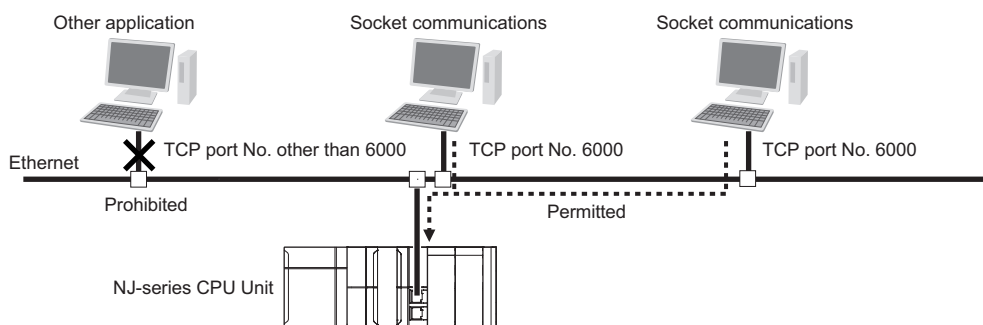 Other application
Socket communications
Socket communications
TCP port No. other than 6000
TCP port No. 6000
TCP port No. 6000
Ethernet
Prohibited
Permitted
NJ-series CPU Unit